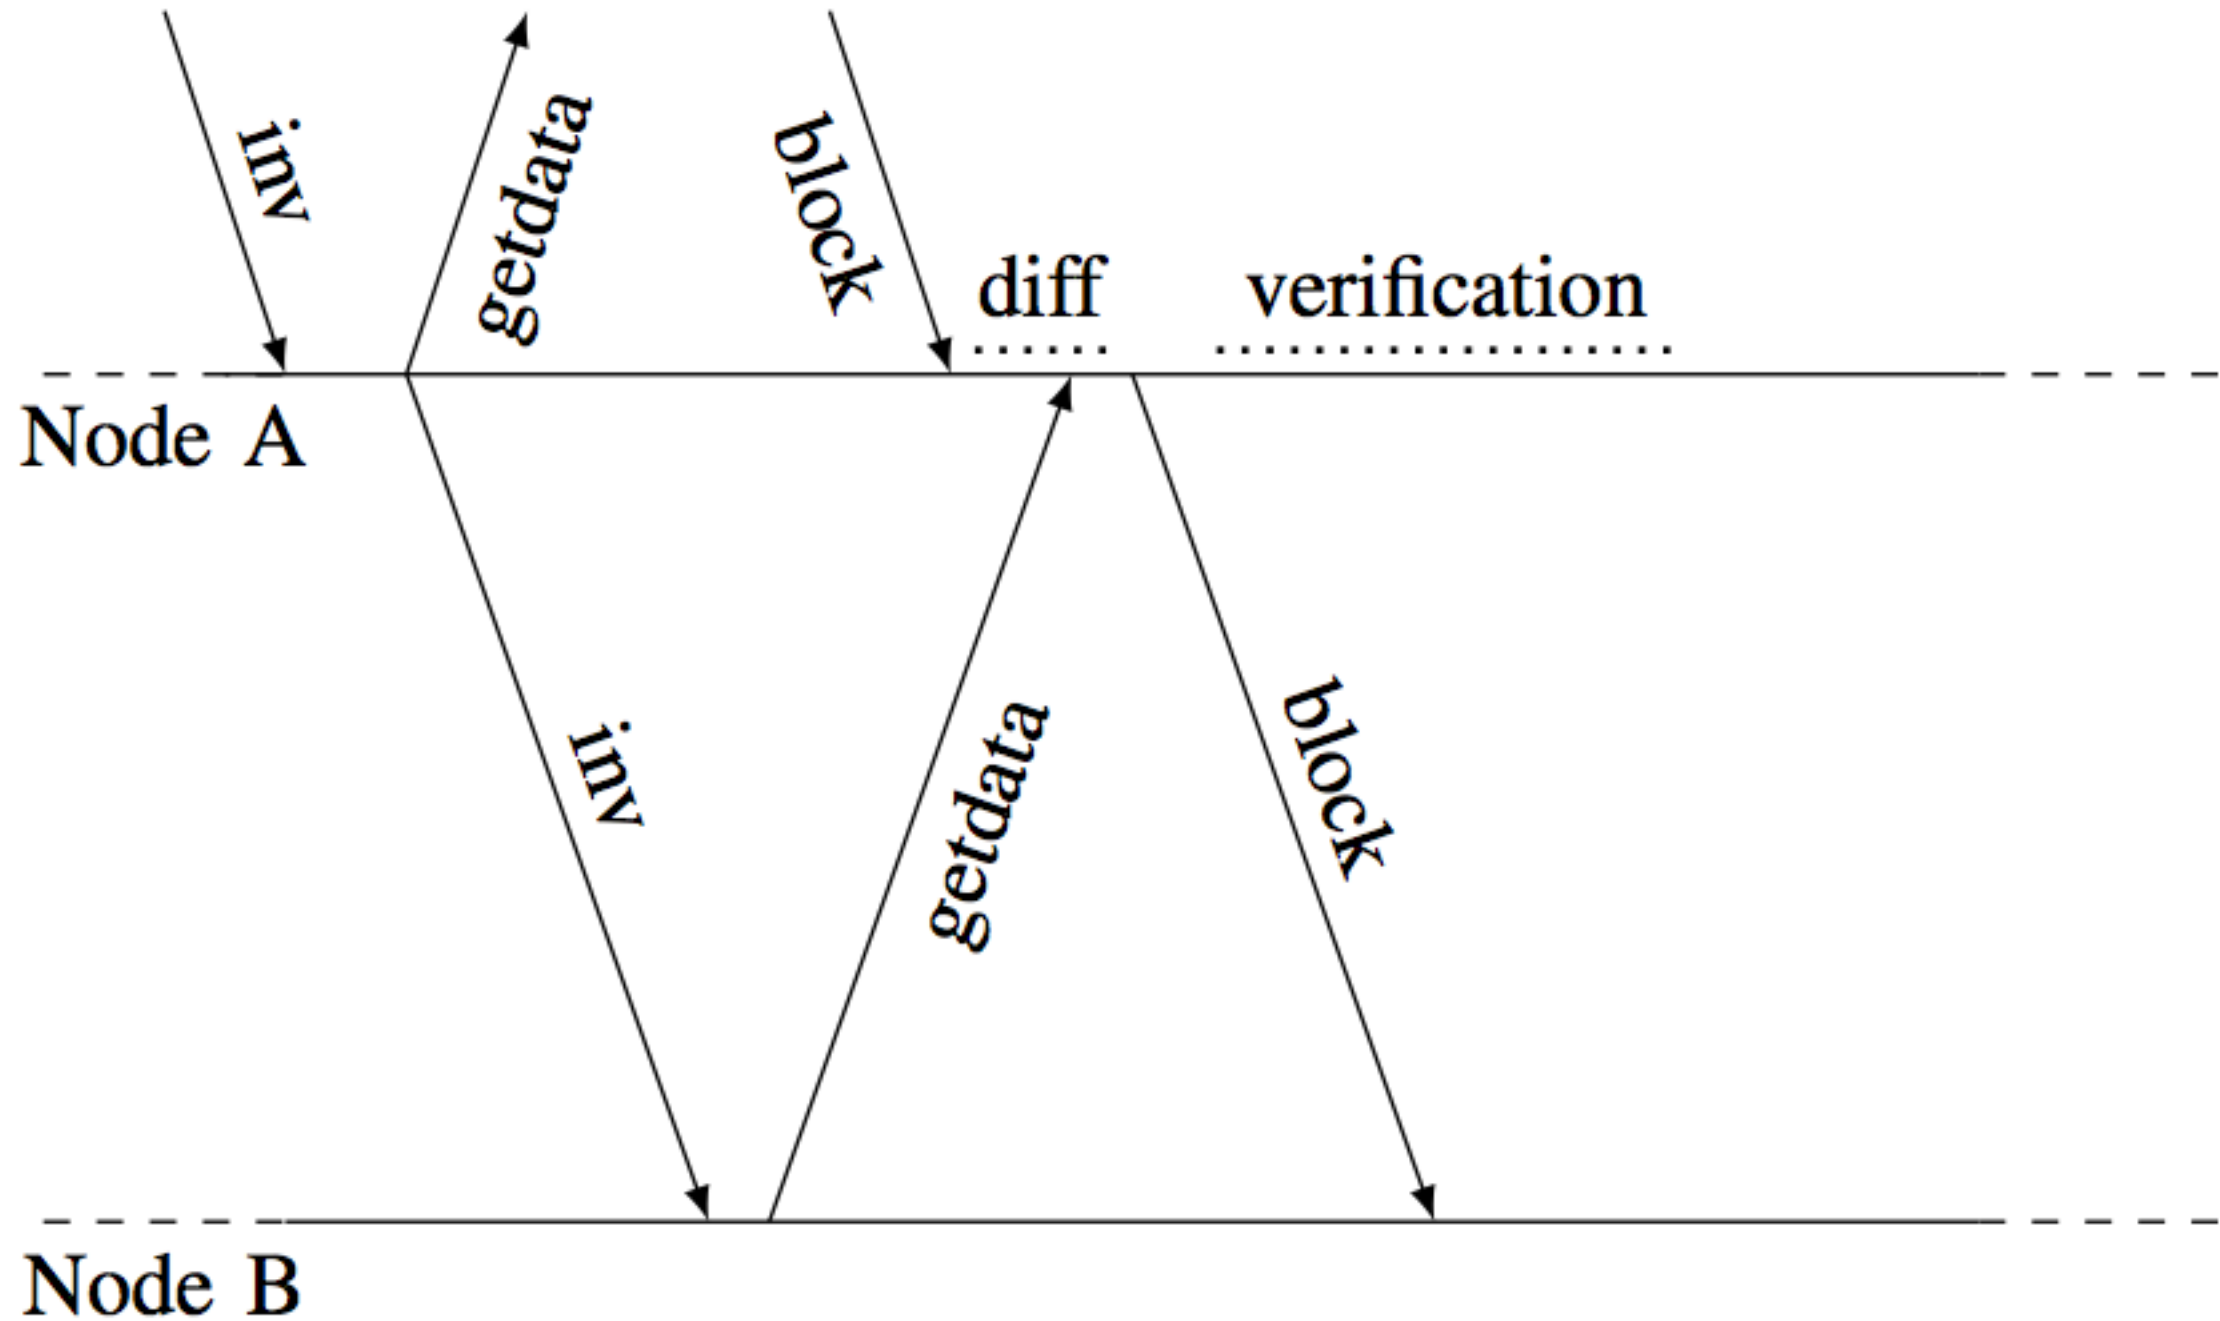 inv
getdata
block
diff
verification
Node A
inv
getdata
block
Node B